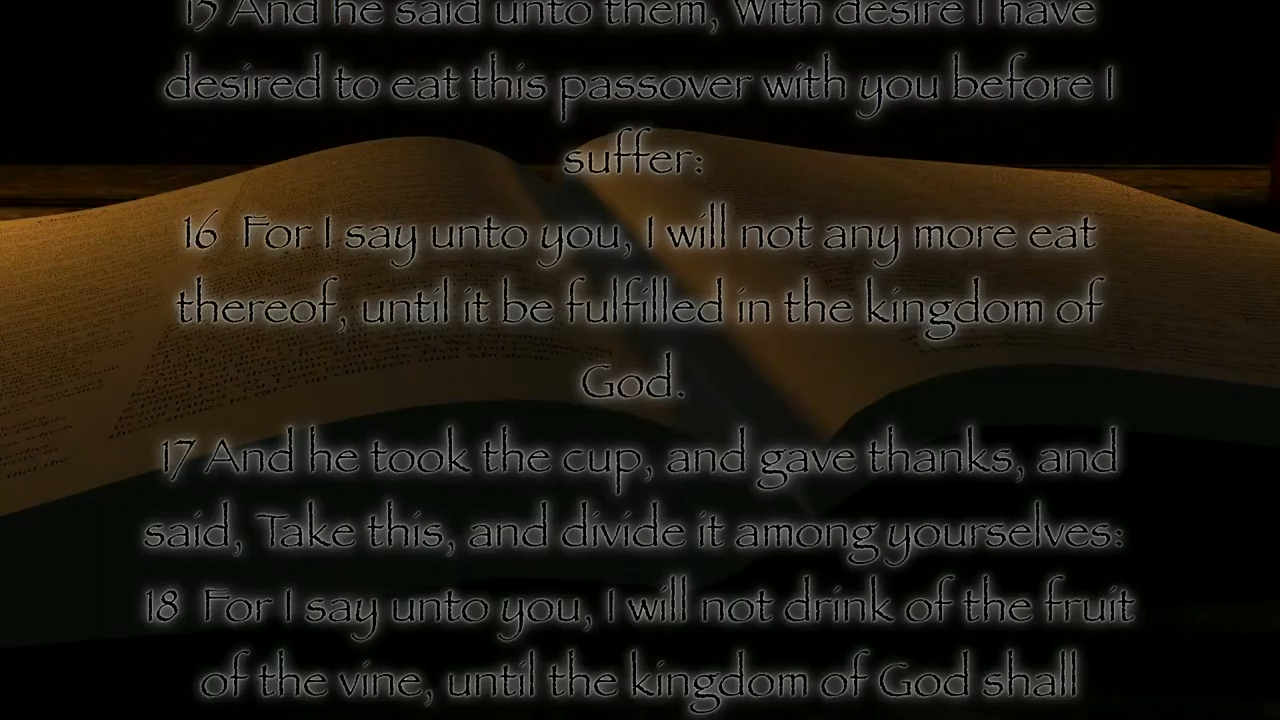 15 And he said unto them, With desire I have
desired to eat this passover with you before I
suffer:
16 For I say unto you, I will not any more eat
thereof, until it be fulfilled in the kingdom of
God.
17 And he took the cup, and gave thanks, and
said, Take this, and divide it among yourselves:
18 For I say unto you, I will not drink of the fruit
of the vine, until the kingdom of God shall